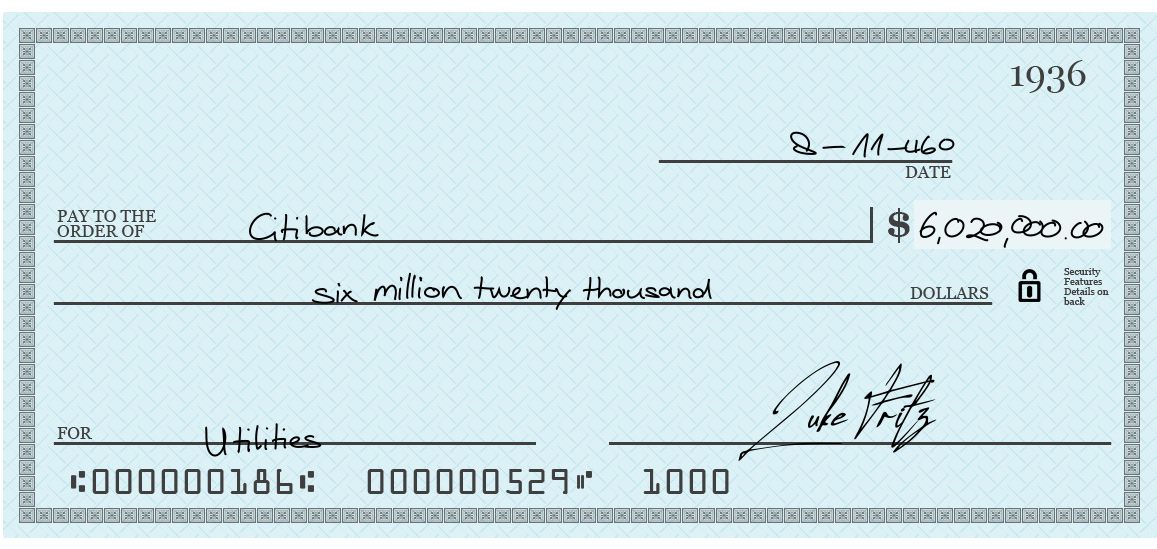 1936
8-11-460
DATE
PAY TO THE
ORDER OF Citibank $ 6,020,000.00
six million twenty thousand DOLLARS
Security
Features
Details on
back
Luke Fritz
FOR Utilities
⑆000000186⑆ 000000529⑈ 1000